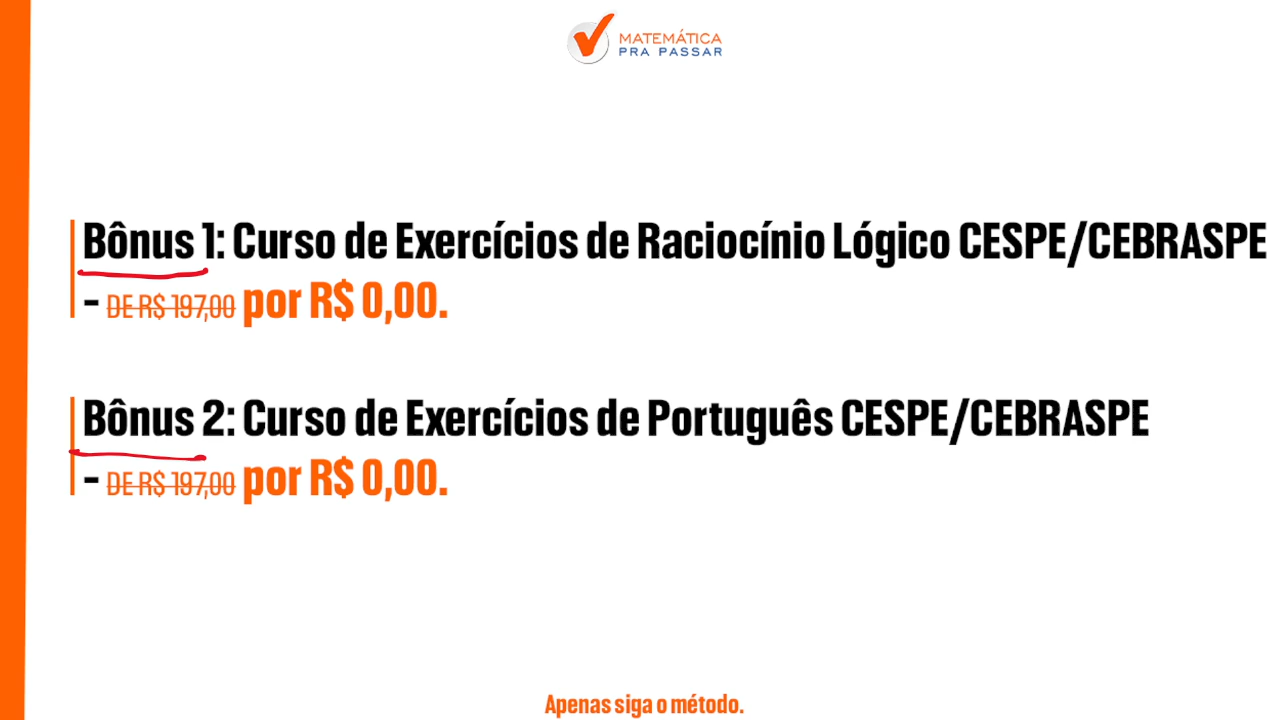 MATEMÁTICA
PRA PASSAR
Bônus 1: Curso de Exercícios de Raciocínio Lógico CESPE/CEBRASPE
- DE R$ 197,00 por R$ 0,00.
Bônus 2: Curso de Exercícios de Português CESPE/CEBRASPE
- DE R$ 197,00 por R$ 0,00.
Apenas siga o método.